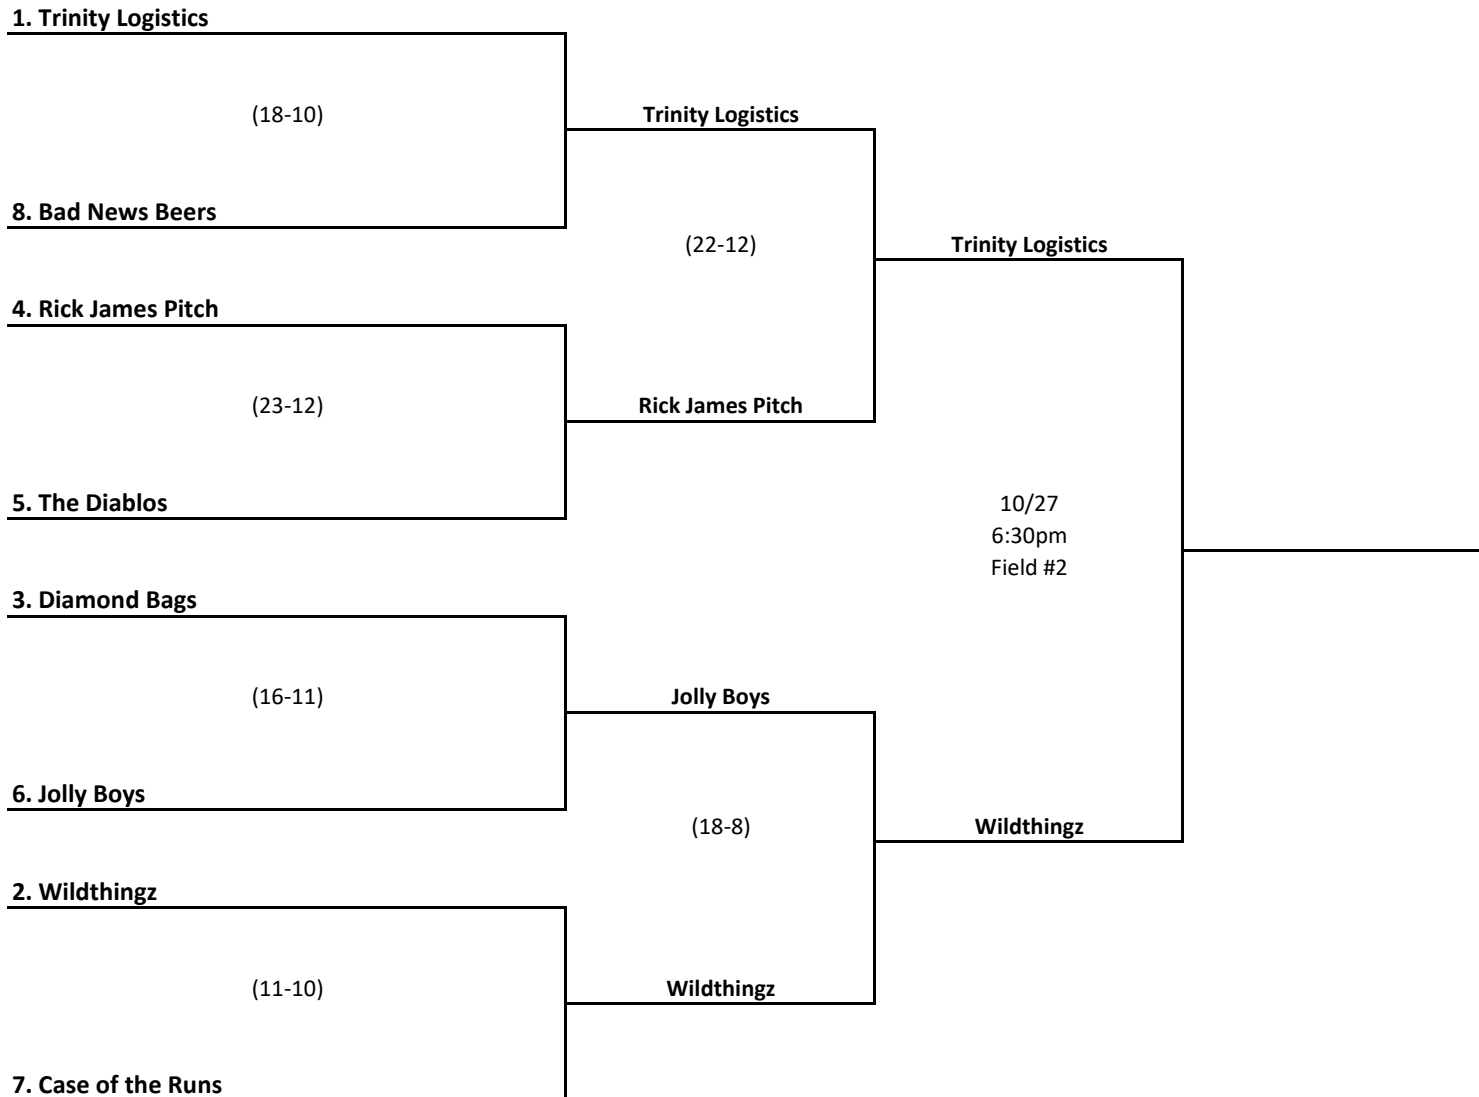 1. Trinity Logistics
(18-10)
Trinity Logistics
8. Bad News Beers
(22-12)
Trinity Logistics
4. Rick James Pitch
(23-12)
Rick James Pitch
5. The Diablos
10/27
6:30pm
Field #2
3. Diamond Bags
(16-11)
Jolly Boys
6. Jolly Boys
(18-8)
Wildthingz
2. Wildthingz
(11-10)
Wildthingz
7. Case of the Runs